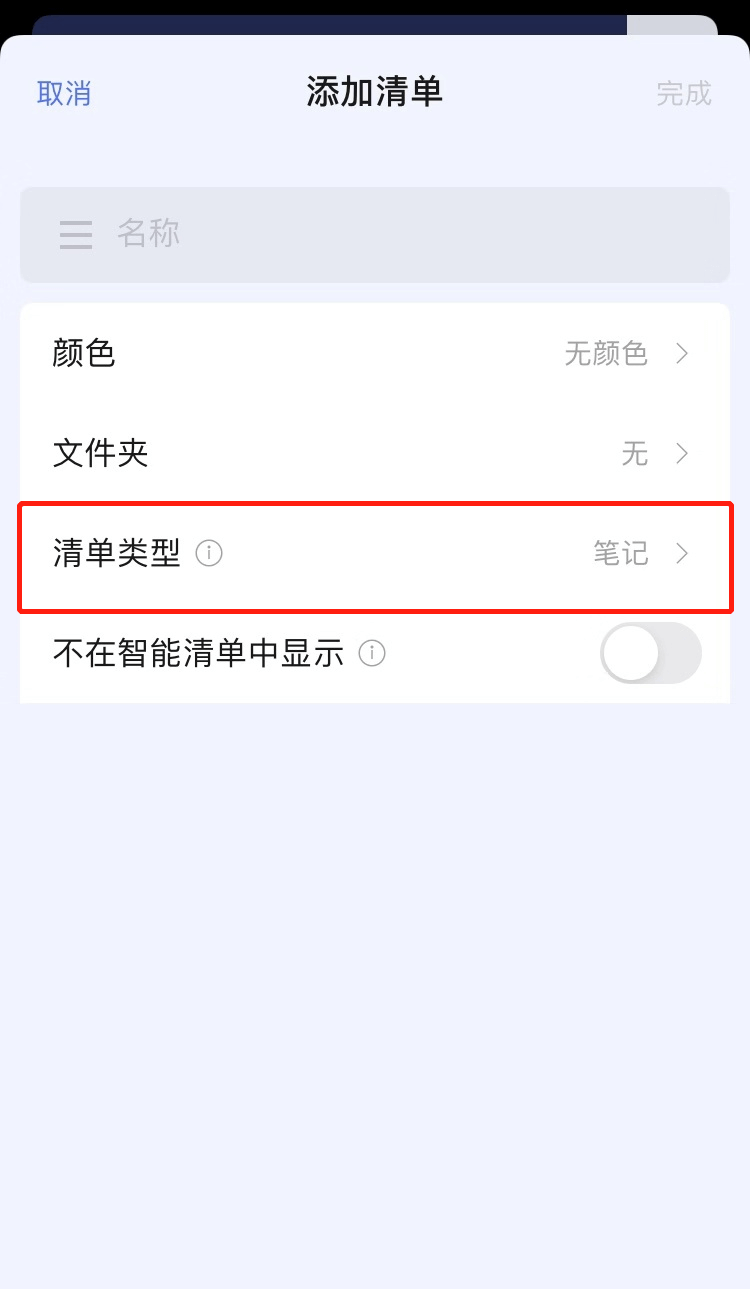 取消 添加清单 完成
名称
颜色 无颜色
文件夹 无
清单类型 笔记
不在智能清单中显示